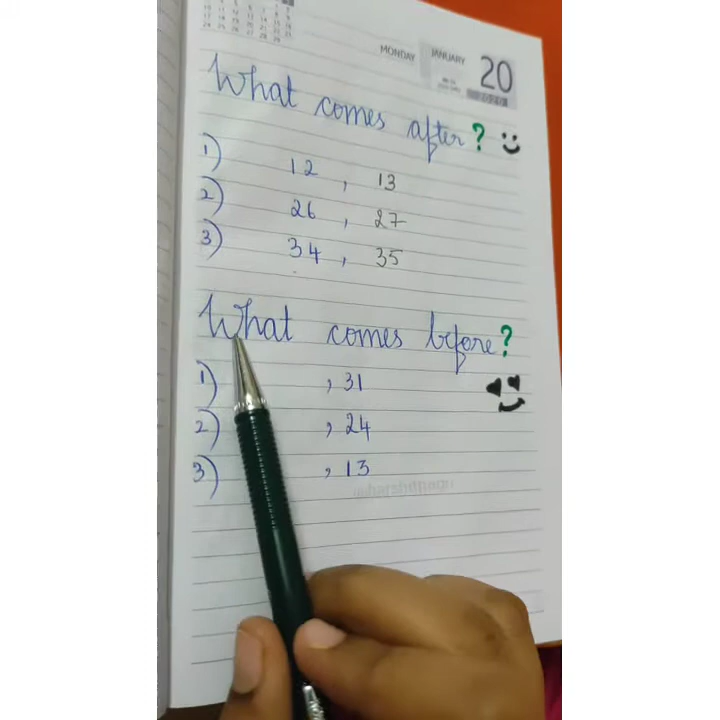 MONDAY JANUARY 20
2020
What comes after?
1) 12 , 13
2) 26 , 27
3) 34 , 35
What comes before?
1) , 31
2) , 24
3) , 13